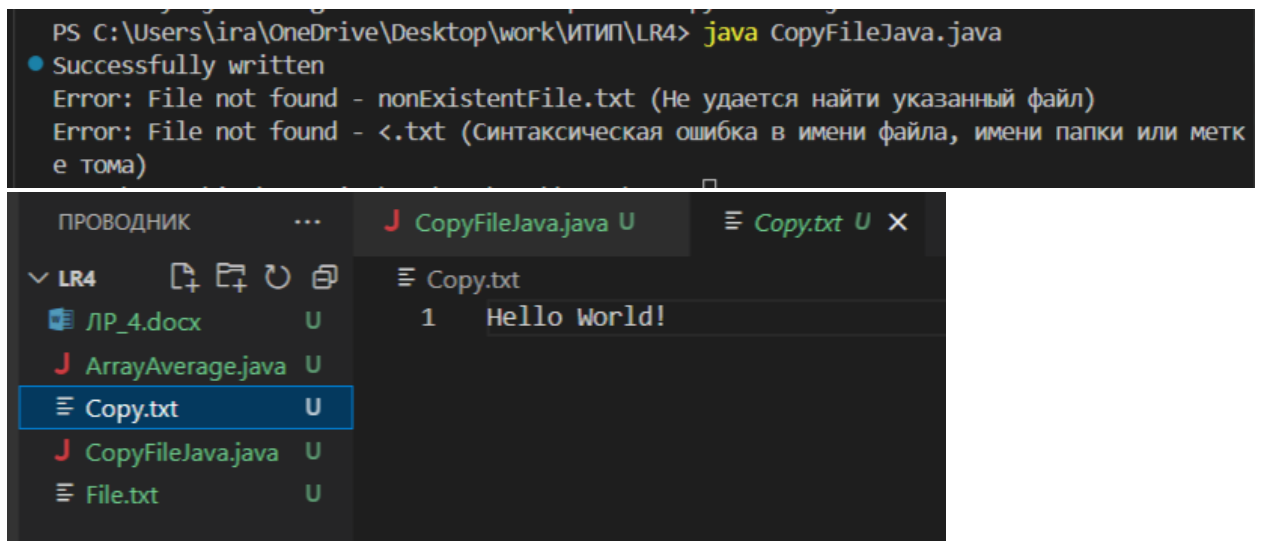 PS C:\Users\ira\OneDrive\Desktop\work\ИТИП\LR4> java CopyFileJava.java
Successfully written
Error: File not found - nonExistentFile.txt (Не удается найти указанный файл)
Error: File not found - <.txt (Синтаксическая ошибка в имени файла, имени папки или метк
е тома)
ПРОВОДНИК ··· J CopyFileJava.java U Copy.txt U
LR4 Copy.txt
ЛР_4.docx U 1 Hello World!
J ArrayAverage.java U
Copy.txt U
J CopyFileJava.java U
File.txt U